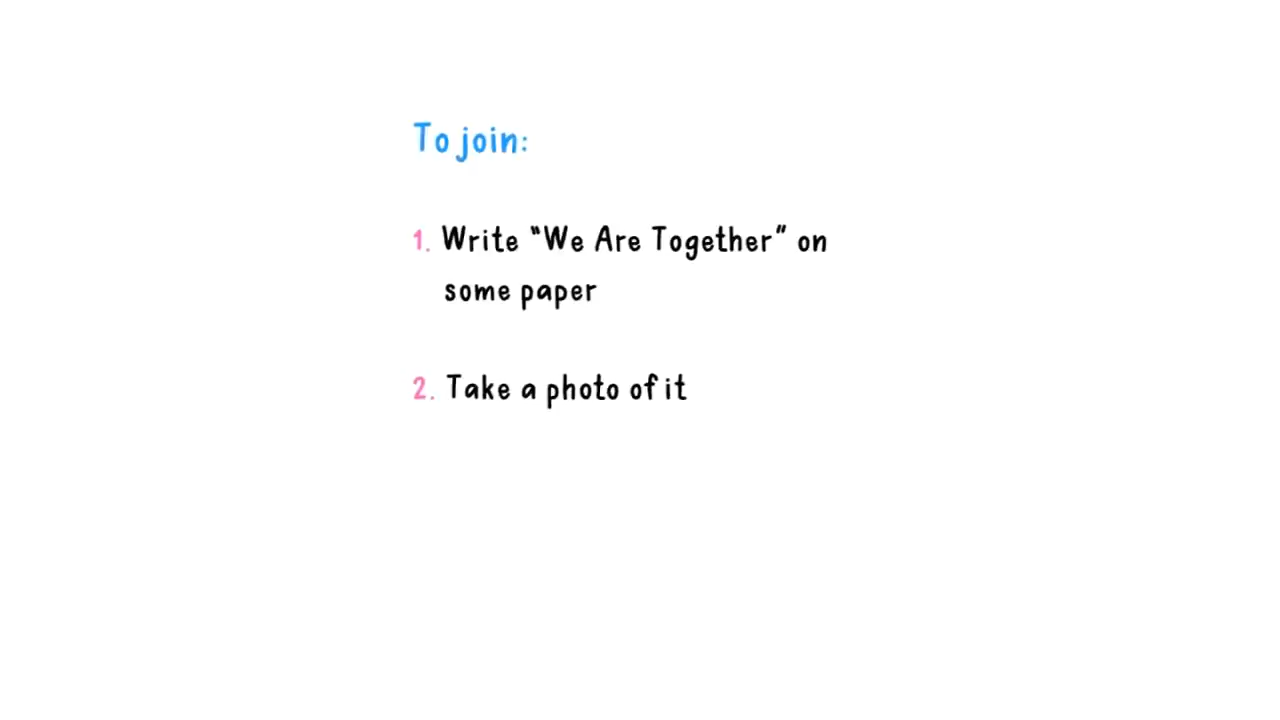 To join:
1. Write “We Are Together” on
some paper
2. Take a photo of it